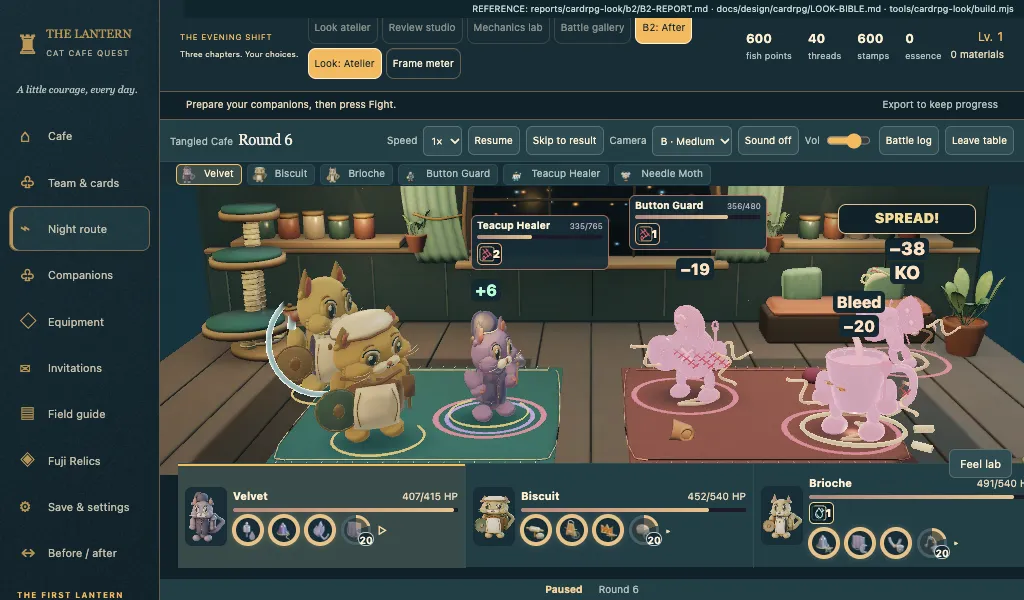 REFERENCE: reports/cardrpg-look/b2/B2-REPORT.md · docs/design/cardrpg/LOOK-BIBLE.md · tools/cardrpg-look/build.mjs
THE LANTERN
CAT CAFE QUEST
A little courage, every day.
Cafe
Team & cards
Night route
Companions
Equipment
Invitations
Field guide
Fuji Relics
Save & settings
Before / after
THE FIRST LANTERN
THE EVENING SHIFT
Three chapters. Your choices.
Look atelier
Review studio
Mechanics lab
Battle gallery
B2: After
Look: Atelier
Frame meter
600
fish points
40
threads
600
stamps
0
essence
Lv. 1
0 materials
Prepare your companions, then press Fight.
Export to keep progress
Tangled Cafe
Round 6
Speed
1x
Resume
Skip to result
Camera
B · Medium
Sound off
Vol
Battle log
Leave table
Velvet
Biscuit
Brioche
Button Guard
Teacup Healer
Needle Moth
Teacup Healer
335/765
2
Button Guard
356/480
1
SPREAD!
–38
KO
–19
+6
Bleed
–20
Feel lab
Velvet
407/415 HP
20
Biscuit
452/540 HP
20
Brioche
491/540 H
1
20
Paused
Round 6